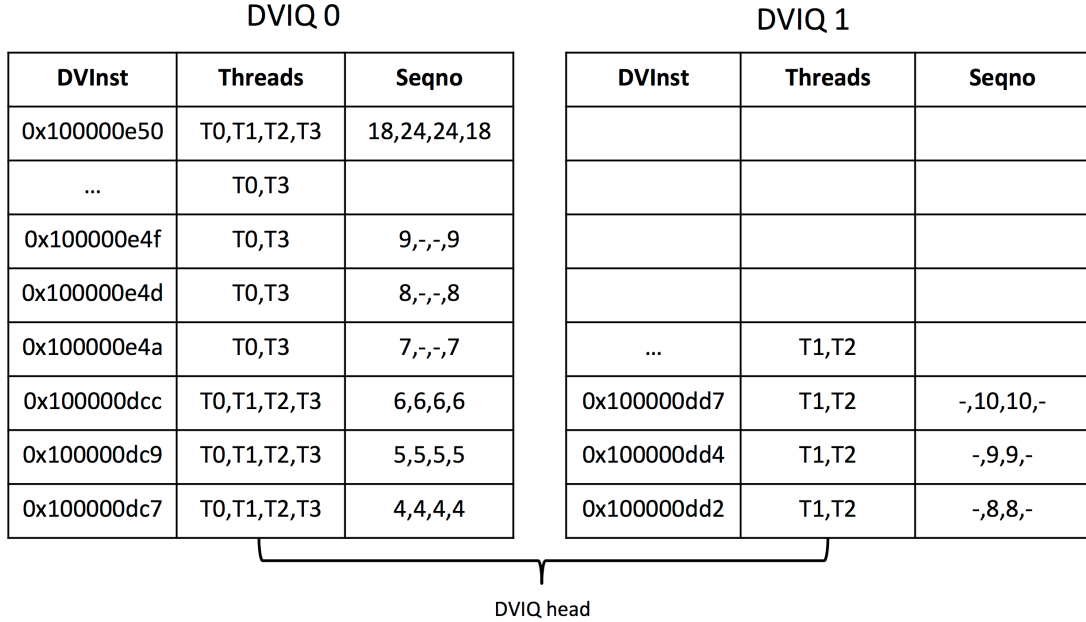 DVIQ 0
DVInst Threads Seqno
0x100000e50 T0,T1,T2,T3 18,24,24,18
... T0,T3
0x100000e4f T0,T3 9,-,-,9
0x100000e4d T0,T3 8,-,-,8
0x100000e4a T0,T3 7,-,-,7
0x100000dcc T0,T1,T2,T3 6,6,6,6
0x100000dc9 T0,T1,T2,T3 5,5,5,5
0x100000dc7 T0,T1,T2,T3 4,4,4,4
DVIQ 1
DVInst Threads Seqno
... T1,T2
0x100000dd7 T1,T2 -,10,10,-
0x100000dd4 T1,T2 -,9,9,-
0x100000dd2 T1,T2 -,8,8,-
DVIQ head